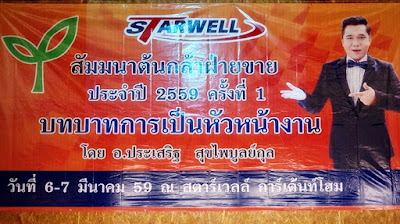 STARWELL
สัมมนาต้นกล้าฝ่ายขาย
ประจำปี 2559 ครั้งที่ 1
บทบาทการเป็นหัวหน้างาน
โดย อ.ประเสริฐ สุขไพบูลย์กุล
วันที่ 6-7 มีนาคม 59 ณ สตาร์เวลล์ การ์เด้นท์โฮม